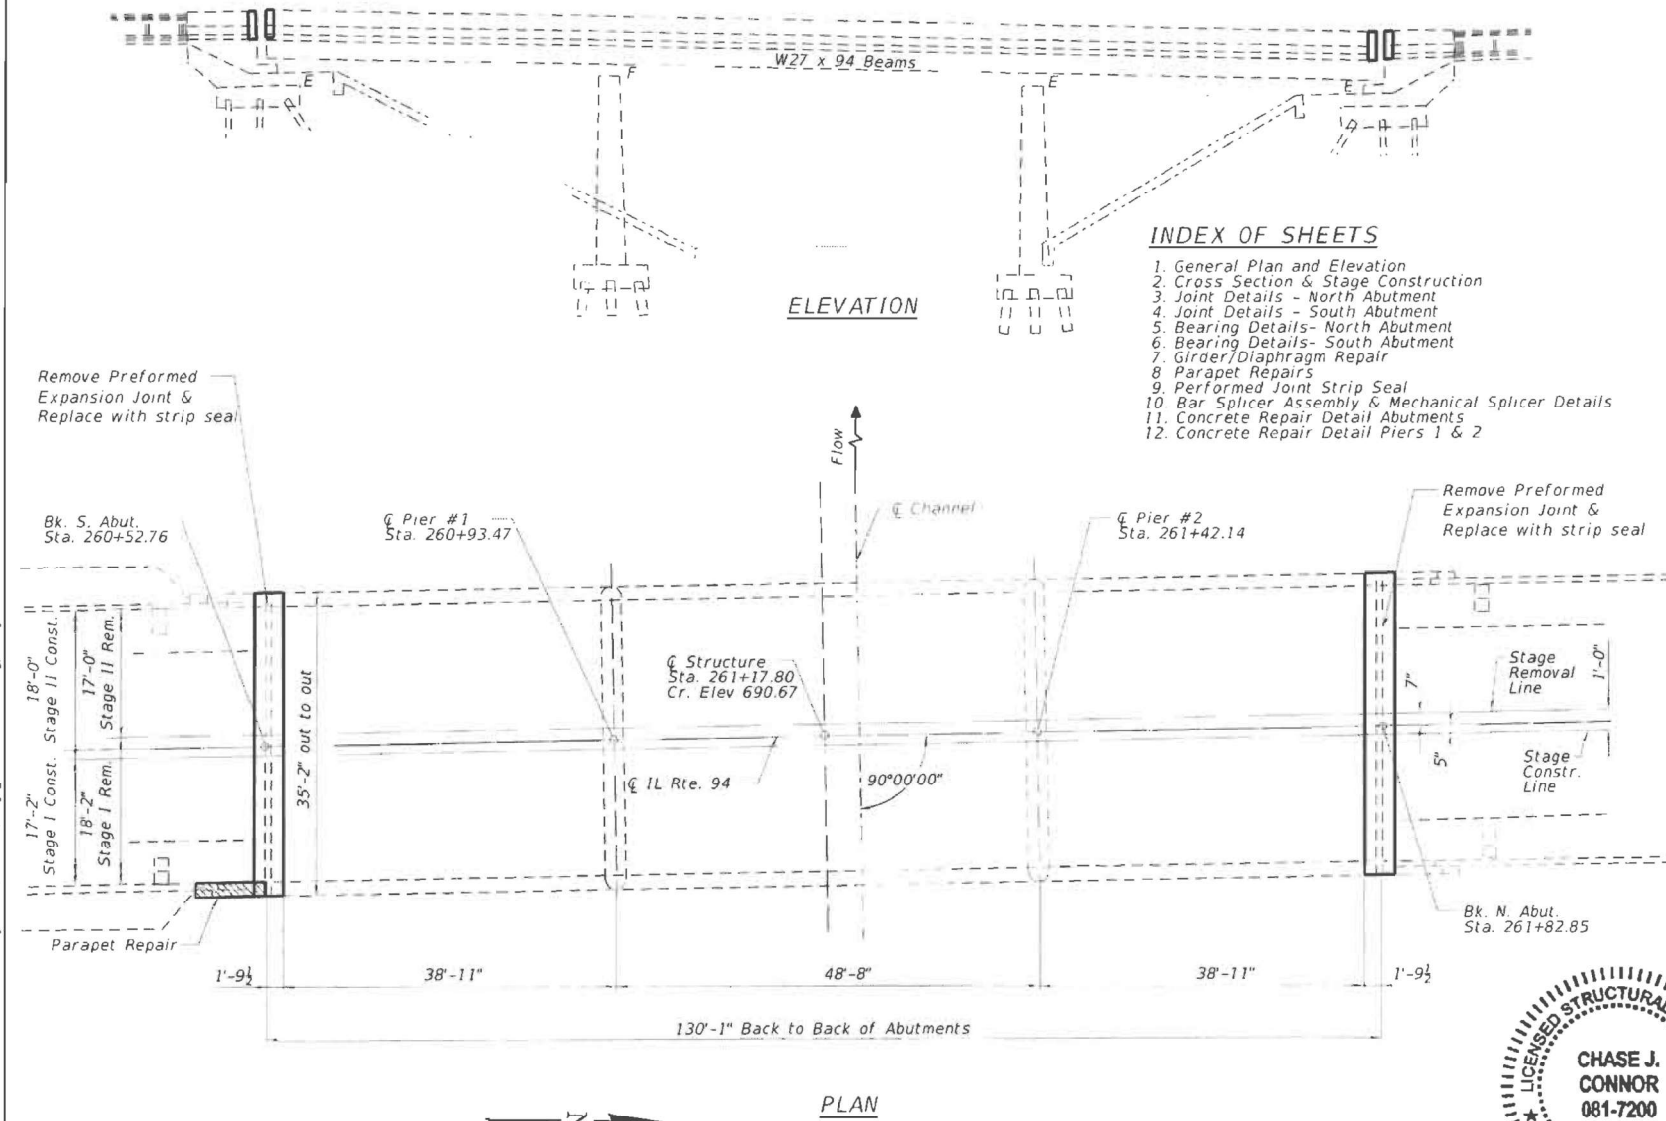 W27 x 94 Beams
E
F
E
E
ELEVATION
INDEX OF SHEETS
1. General Plan and Elevation
2. Cross Section & Stage Construction
3. Joint Details - North Abutment
4. Joint Details - South Abutment
5. Bearing Details- North Abutment
6. Bearing Details- South Abutment
7. Girder/Diaphragm Repair
8 Parapet Repairs
9. Performed Joint Strip Seal
10 Bar Splicer Assembly & Mechanical Splicer Details
11. Concrete Repair Detail Abutments
12. Concrete Repair Detail Piers 1 & 2
Remove Preformed
Expansion Joint &
Replace with strip seal
Flow
℄ Channel
Remove Preformed
Expansion Joint &
Replace with strip seal
Bk. S. Abut.
Sta. 260+52.76
℄ Pier #1
Sta. 260+93.47
℄ Pier #2
Sta. 261+42.14
18'-0"
Stage II Const.
17'-0"
Stage II Rem.
17'-2"
Stage I Const.
18'-2"
Stage I Rem.
35'-2" out to out
℄ Structure
Sta. 261+17.80
Cr. Elev 690.67
℄ IL Rte. 94
90°00'00"
7"
5"
Stage
Removal
Line
1'-0"
Stage
Constr.
Line
Parapet Repair
Bk. N. Abut.
Sta. 261+82.85
1'-9½
38'-11"
48'-8"
38'-11"
1'-9½
130'-1" Back to Back of Abutments
PLAN
N
LICENSED STRUCTURAL
CHASE J.
CONNOR
081-7200